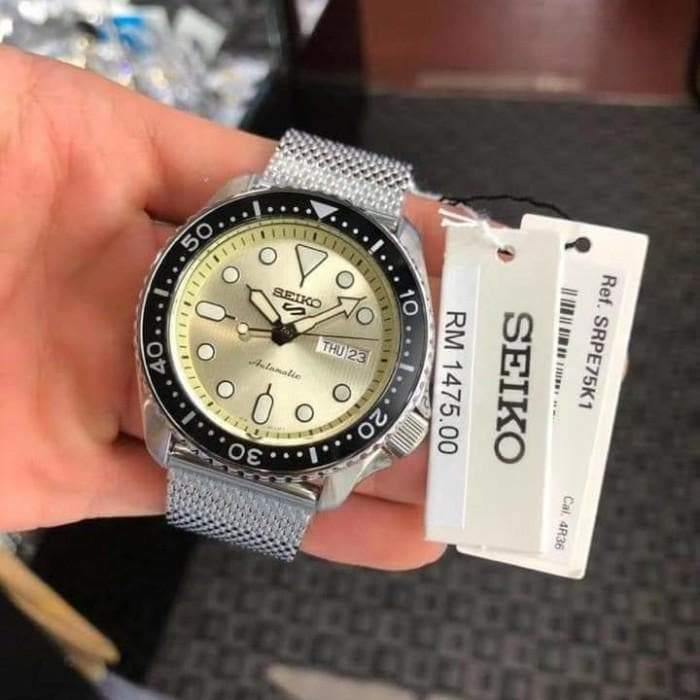 50
10
20
30
40
SEIKO
5
Automatic
THU 23
RM 1475.00
SEIKO
Ref. SRPE75K1
Cal. 4R36